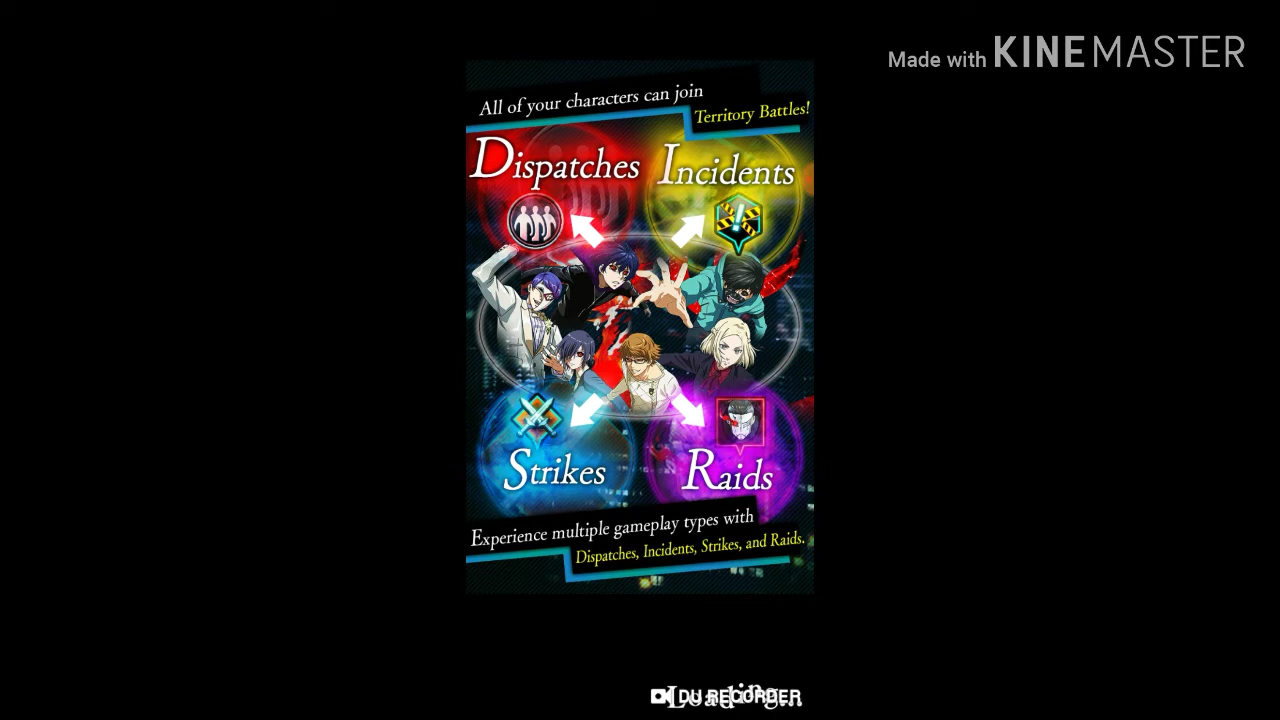 Made with KINEMASTER
All of your characters can join
Territory Battles!
Dispatches
Incidents
Strikes
Raids
Experience multiple gameplay types with
Dispatches, Incidents, Strikes, and Raids.
DU RECORDER
Loading...